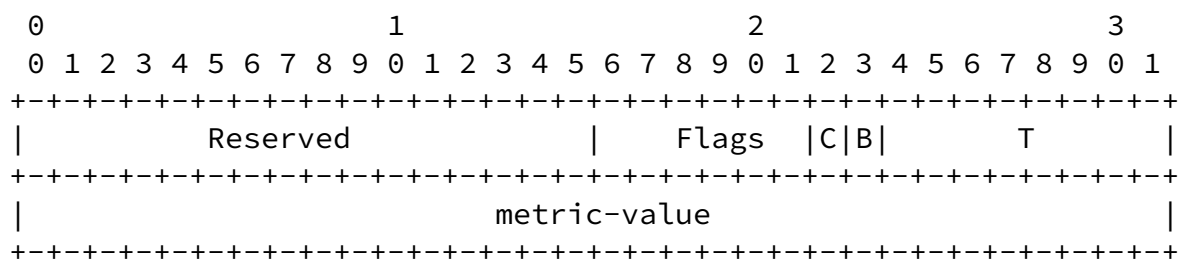 0                   1                   2                   3
 0 1 2 3 4 5 6 7 8 9 0 1 2 3 4 5 6 7 8 9 0 1 2 3 4 5 6 7 8 9 0 1
+-+-+-+-+-+-+-+-+-+-+-+-+-+-+-+-+-+-+-+-+-+-+-+-+-+-+-+-+-+-+-+-+
|          Reserved             |    Flags  |C|B|       T       |
+-+-+-+-+-+-+-+-+-+-+-+-+-+-+-+-+-+-+-+-+-+-+-+-+-+-+-+-+-+-+-+-+
|                          metric-value                         |
+-+-+-+-+-+-+-+-+-+-+-+-+-+-+-+-+-+-+-+-+-+-+-+-+-+-+-+-+-+-+-+-+